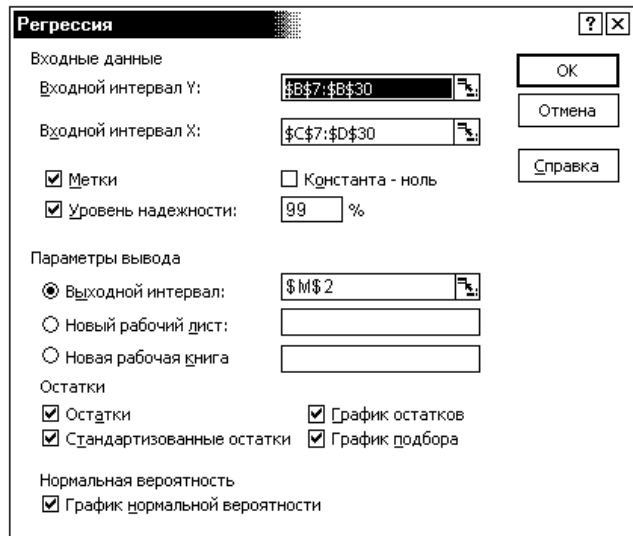 Регрессия
Входные данные
Входной интервал Y: $B$7:$B$30
Входной интервал X: $C$7:$D$30
Метки Константа - ноль
Уровень надежности: 99 %
Параметры вывода
Выходной интервал: $M$2
Новый рабочий лист:
Новая рабочая книга
Остатки
Остатки График остатков
Стандартизованные остатки График подбора
Нормальная вероятность
График нормальной вероятности
?
OK
Отмена
Справка